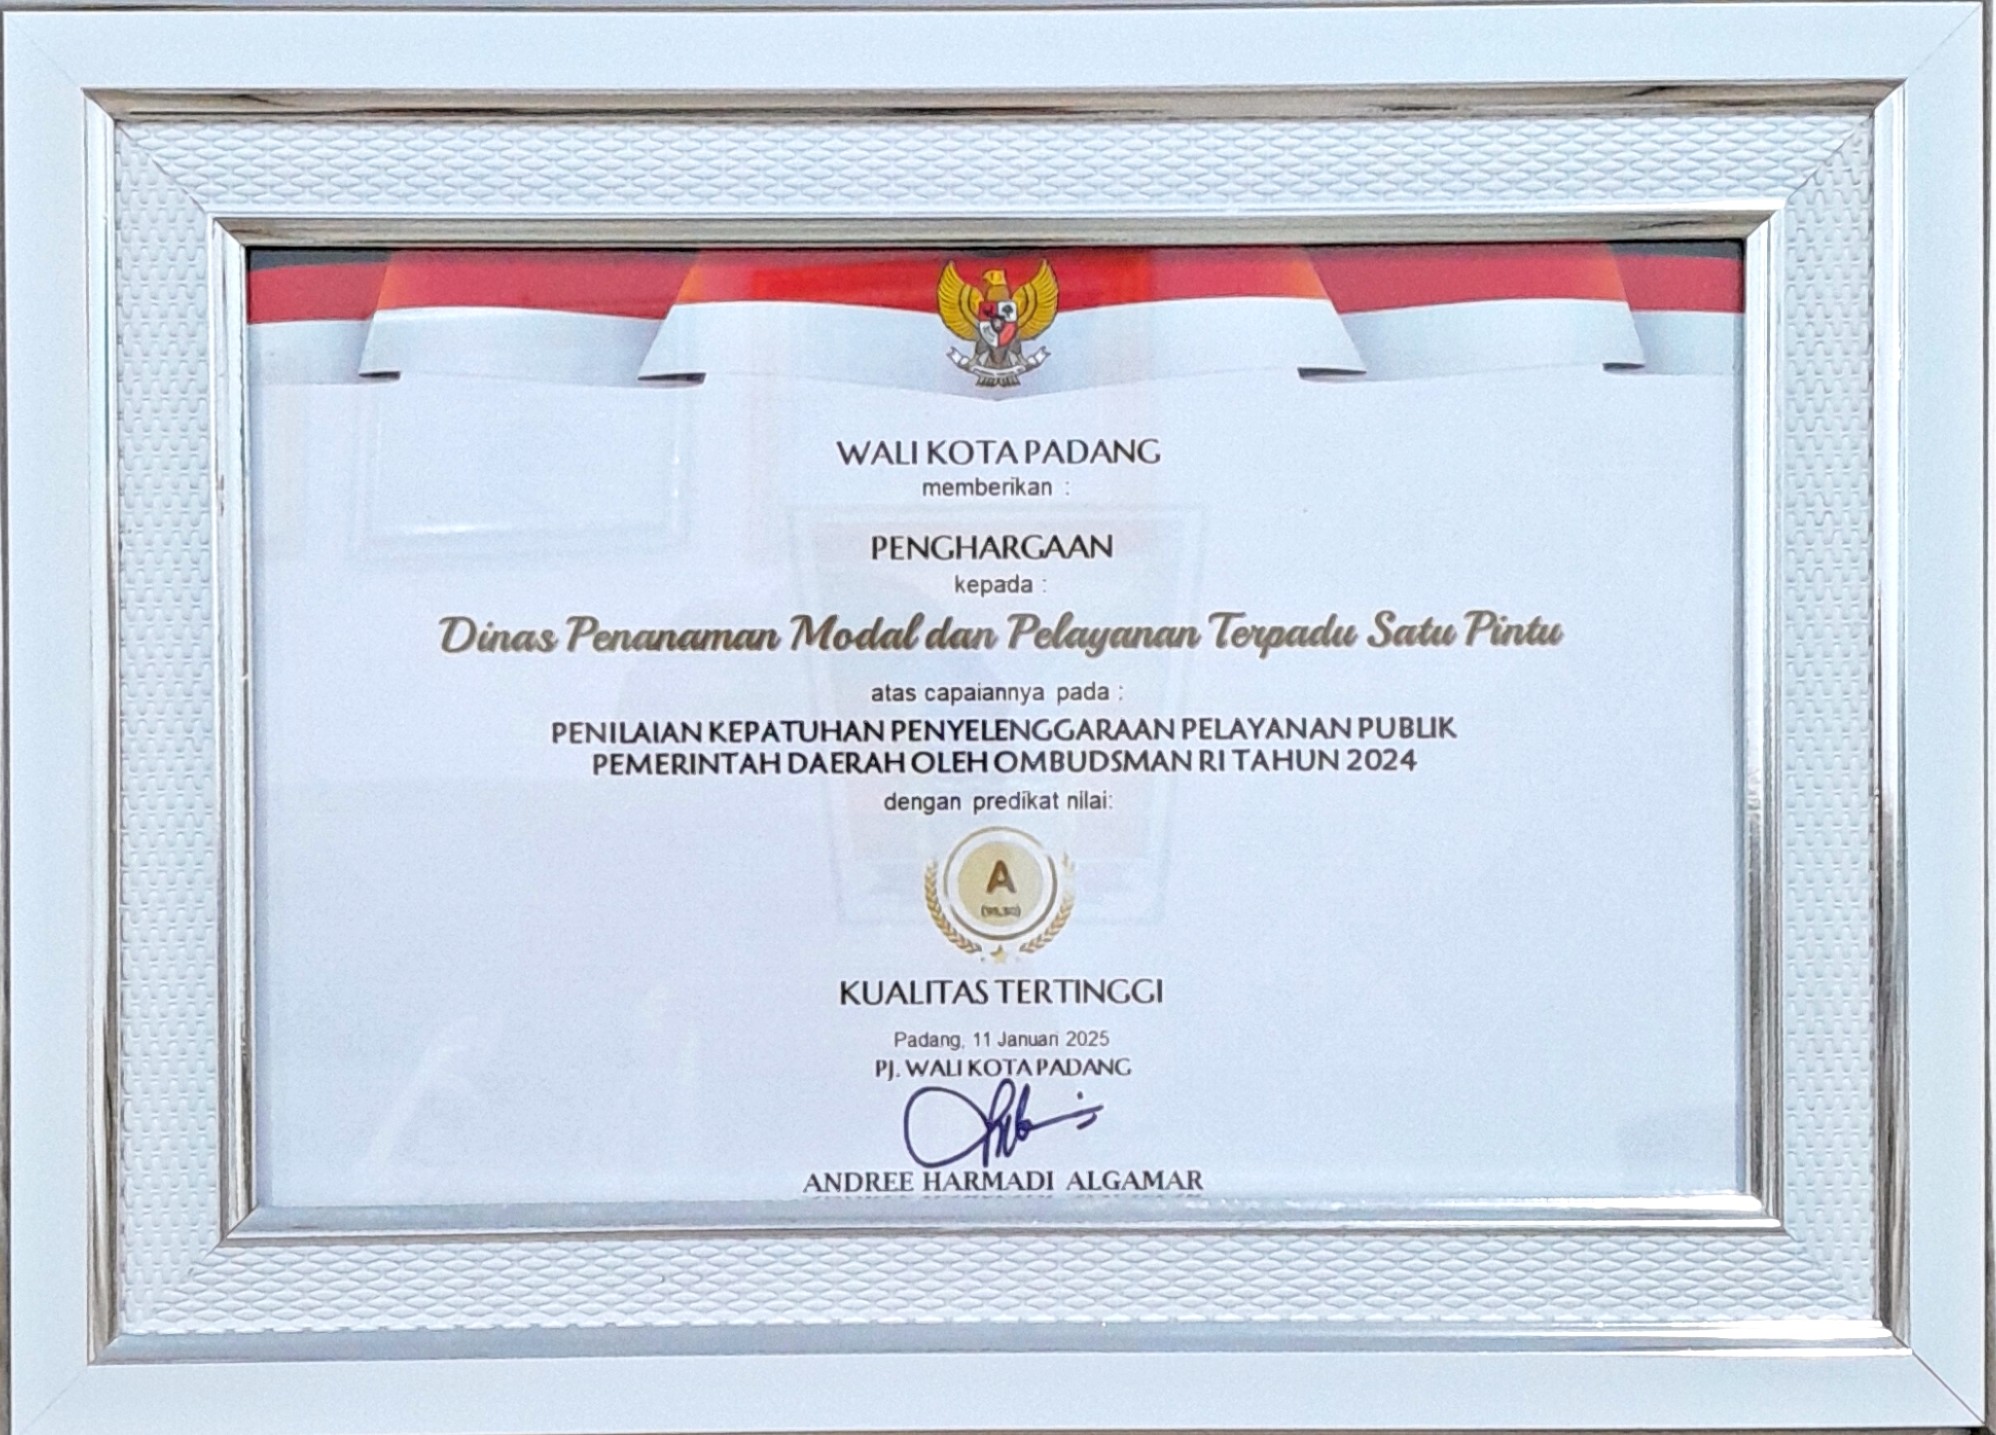 WALI KOTA PADANG
memberikan :
PENGHARGAAN
kepada :
Dinas Penanaman Modal dan Pelayanan Terpadu Satu Pintu
atas capaiannya pada :
PENILAIAN KEPATUHAN PENYELENGGARAAN PELAYANAN PUBLIK
PEMERINTAH DAERAH OLEH OMBUDSMAN RI TAHUN 2024
dengan predikat nilai:
A
KUALITAS TERTINGGI
Padang, 11 Januari 2025
PJ. WALI KOTA PADANG
ANDREE HARMADI ALGAMAR